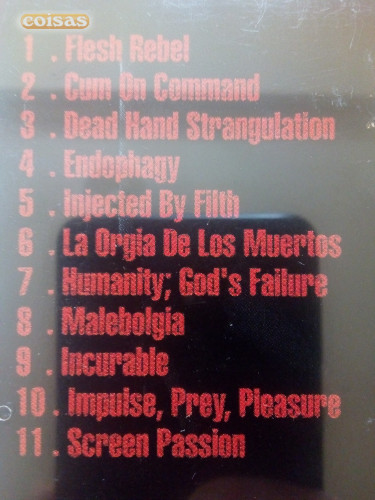 coisas
1 . Flesh Rebel
2 . Cum On Command
3 . Dead Hand Strangulation
4 . Endophagy
5 . Injected By Filth
6 . La Orgia De Los Muertos
7 . Humanity; God's Failure
8 . Malebolgia
9 . Incurable
10 . Impulse, Prey, Pleasure
11 . Screen Passion